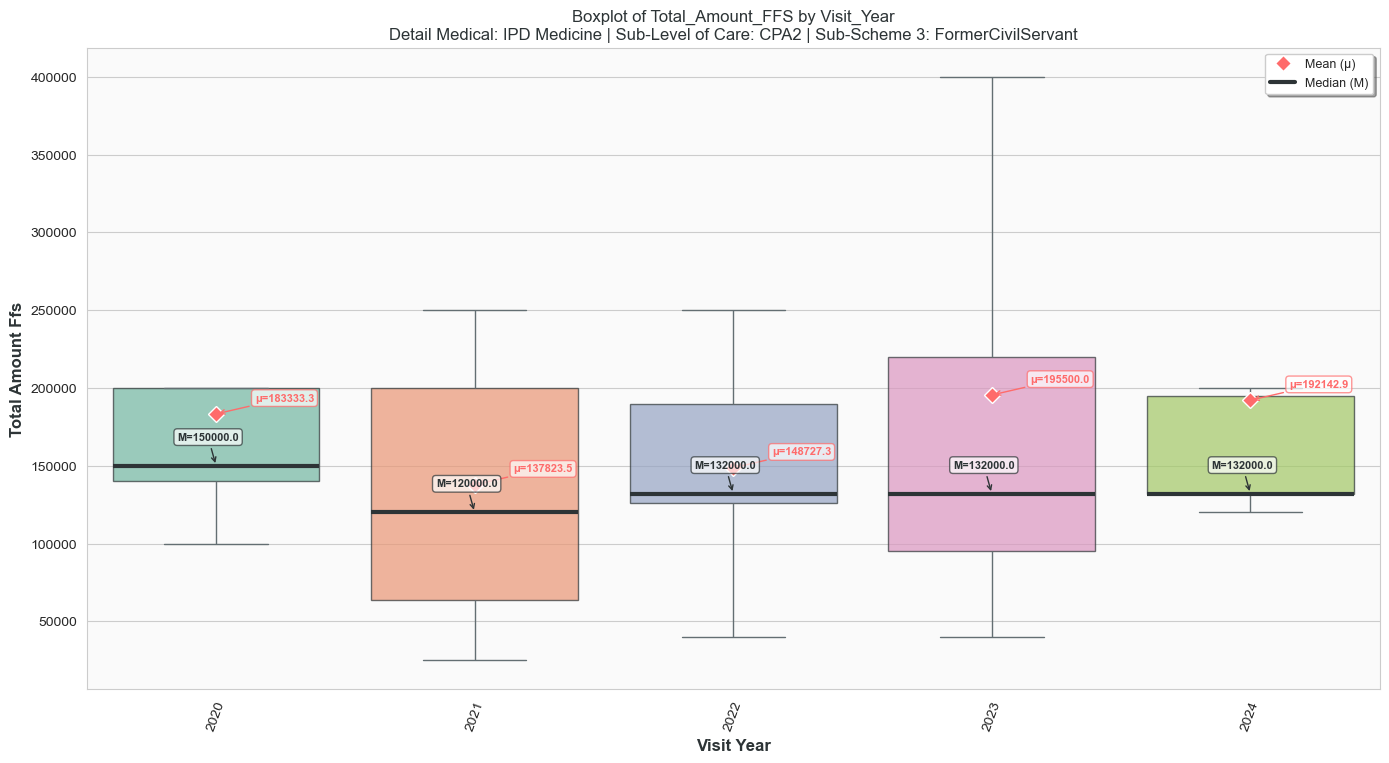 Boxplot of Total_Amount_FFS by Visit_Year
Detail Medical: IPD Medicine | Sub-Level of Care: CPA2 | Sub-Scheme 3: FormerCivilServant
Mean (μ)
Median (M)
Total Amount Ffs
400000
350000
300000
250000
200000
150000
100000
50000
μ=183333.3
M=150000.0
μ=137823.5
M=120000.0
μ=148727.3
M=132000.0
μ=195500.0
M=132000.0
μ=192142.9
M=132000.0
2020
2021
2022
2023
2024
Visit Year